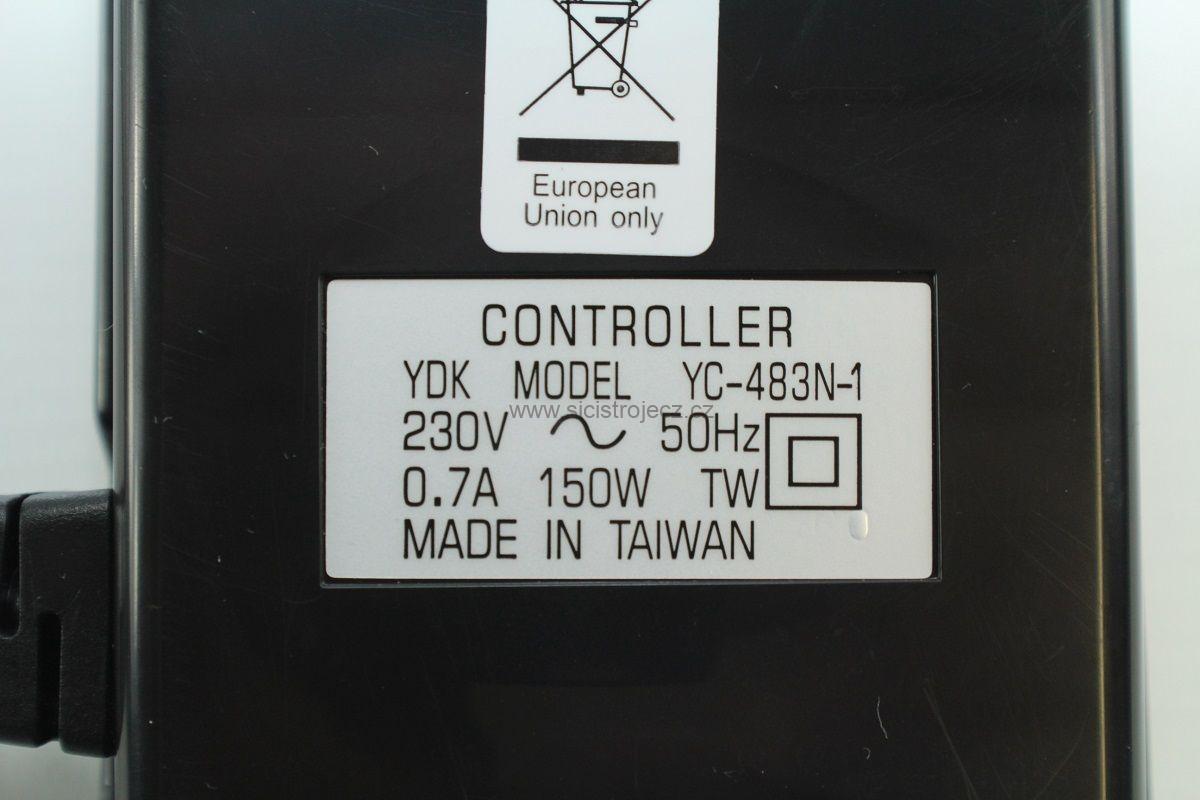 European
Union only
CONTROLLER
YDK MODEL YC-483N-1
www.sicistrojecz.cz
230V ~ 50Hz
0.7A 150W TW
MADE IN TAIWAN